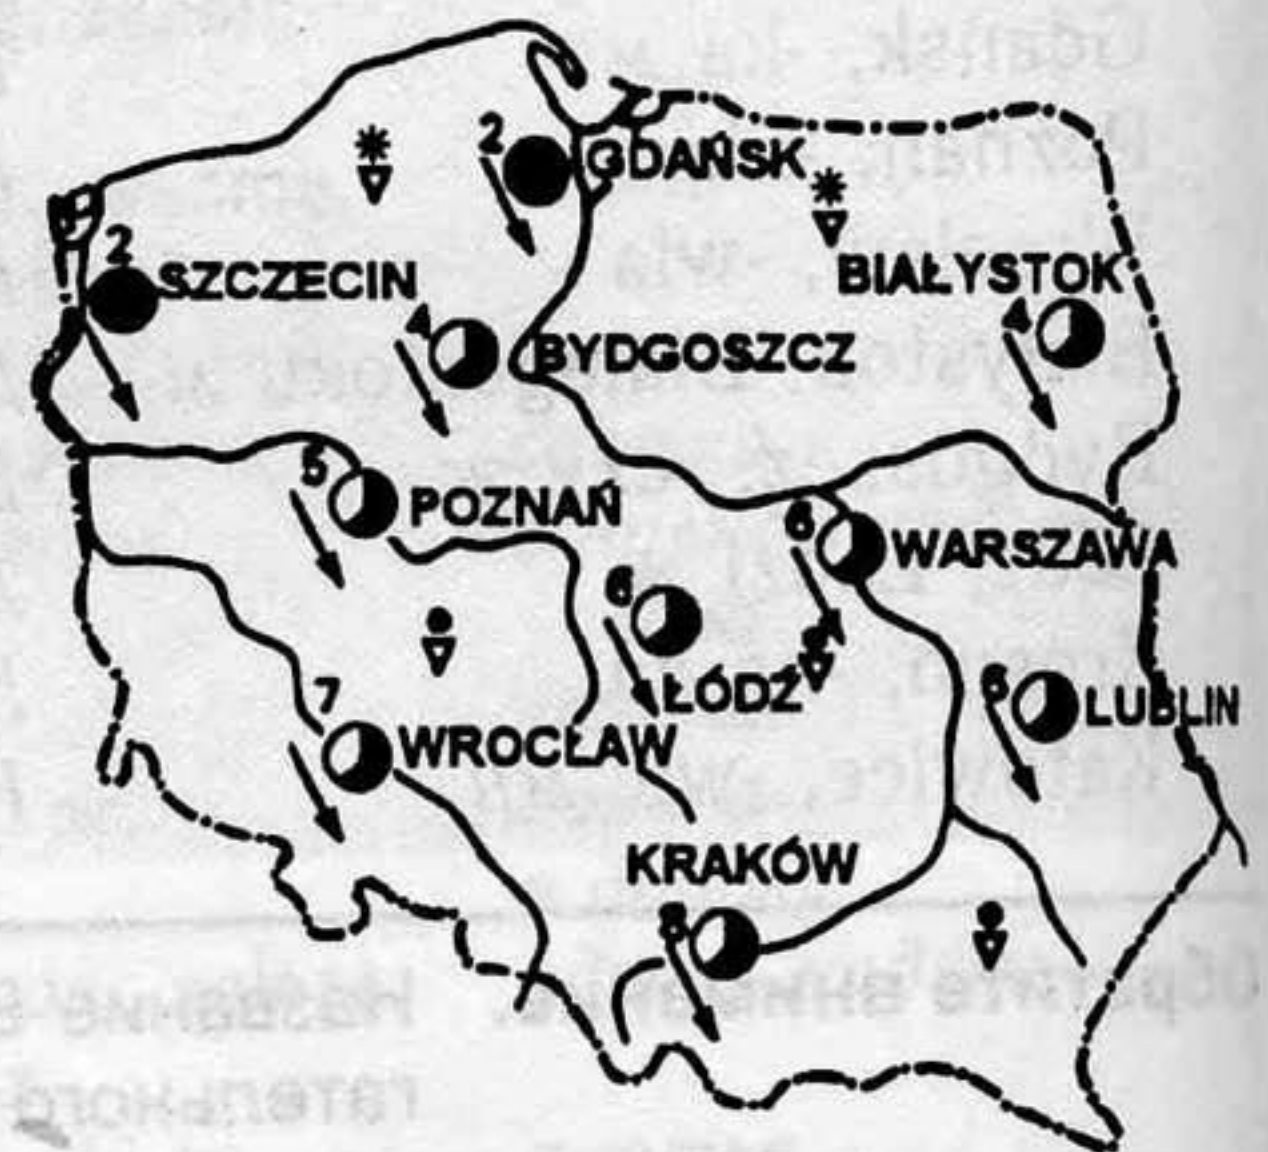 2
GDAŃSK
2
SZCZECIN
BIAŁYSTOK
4
BYDGOSZCZ
4
5
POZNAŃ
6
WARSZAWA
6
ŁÓDŹ
6
LUBLIN
7
WROCŁAW
KRAKÓW
8